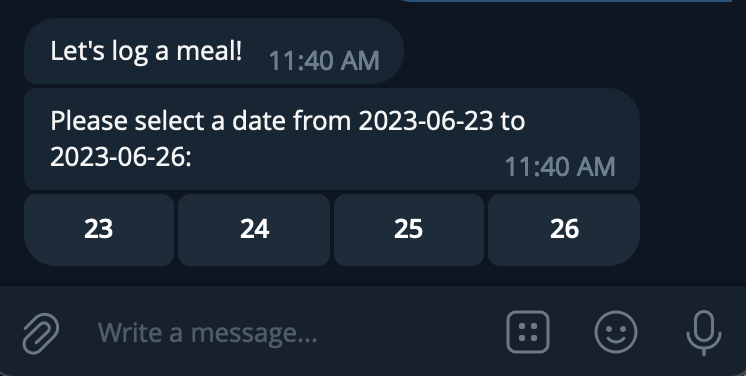 Let's log a meal!
11:40 AM
Please select a date from 2023-06-23 to
2023-06-26:
11:40 AM
23 24 25 26
Write a message...